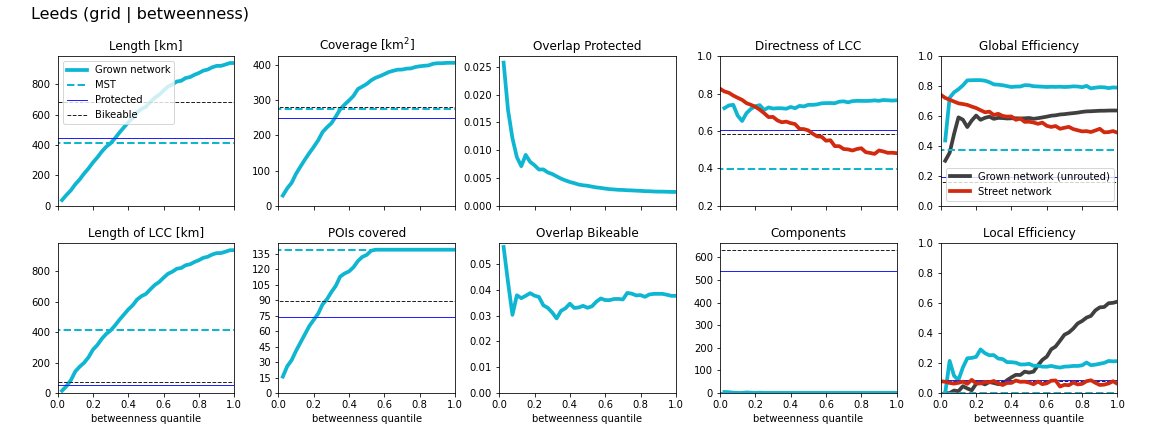 Leeds (grid | betweenness)
Length [km]
800
600
400
200
0
Grown network
MST
Protected
Bikeable
Coverage [km²]
400
300
200
100
0
Overlap Protected
0.025
0.020
0.015
0.010
0.005
0.000
Directness of LCC
1.0
0.8
0.6
0.4
0.2
Global Efficiency
1.0
0.8
0.6
0.4
0.2
0.0
Grown network (unrouted)
Street network
Length of LCC [km]
800
600
400
200
0
0.0 0.2 0.4 0.6 0.8 1.0
betweenness quantile
POIs covered
135
120
105
90
75
60
45
30
15
0.0 0.2 0.4 0.6 0.8 1.0
betweenness quantile
Overlap Bikeable
0.05
0.04
0.03
0.02
0.01
0.00
0.0 0.2 0.4 0.6 0.8 1.0
betweenness quantile
Components
600
500
400
300
200
100
0
0.0 0.2 0.4 0.6 0.8 1.0
betweenness quantile
Local Efficiency
1.0
0.8
0.6
0.4
0.2
0.0
0.0 0.2 0.4 0.6 0.8 1.0
betweenness quantile